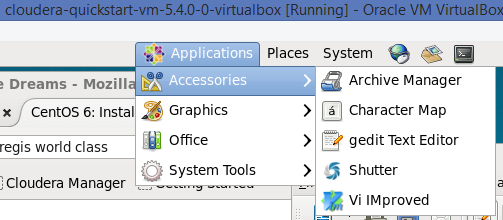 cloudera-quickstart-vm-5.4.0-0-virtualbox [Running] - Oracle VM VirtualBox
Applications Places System
e Dreams - Mozilla
Accessories
Archive Manager
CentOS 6: Instal
Graphics
Character Map
regis world class
Office
gedit Text Editor
System Tools
Shutter
Cloudera Manager
Getting Started
Vi IMproved